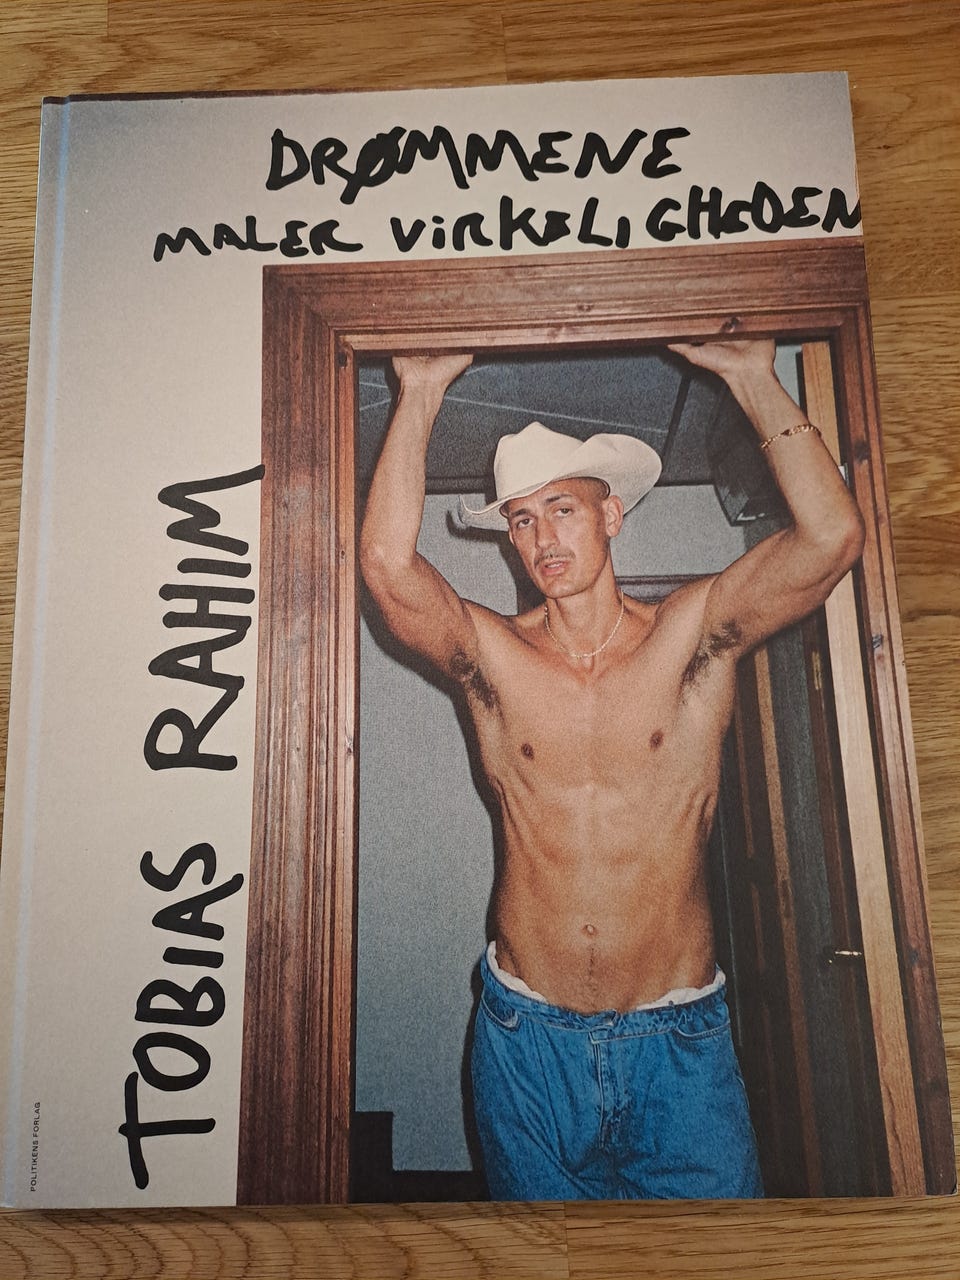 DRØMMENE
MALER ViRKELIGHEDEN
TOBIAS RAHIM
POLITIKENS FORLAG